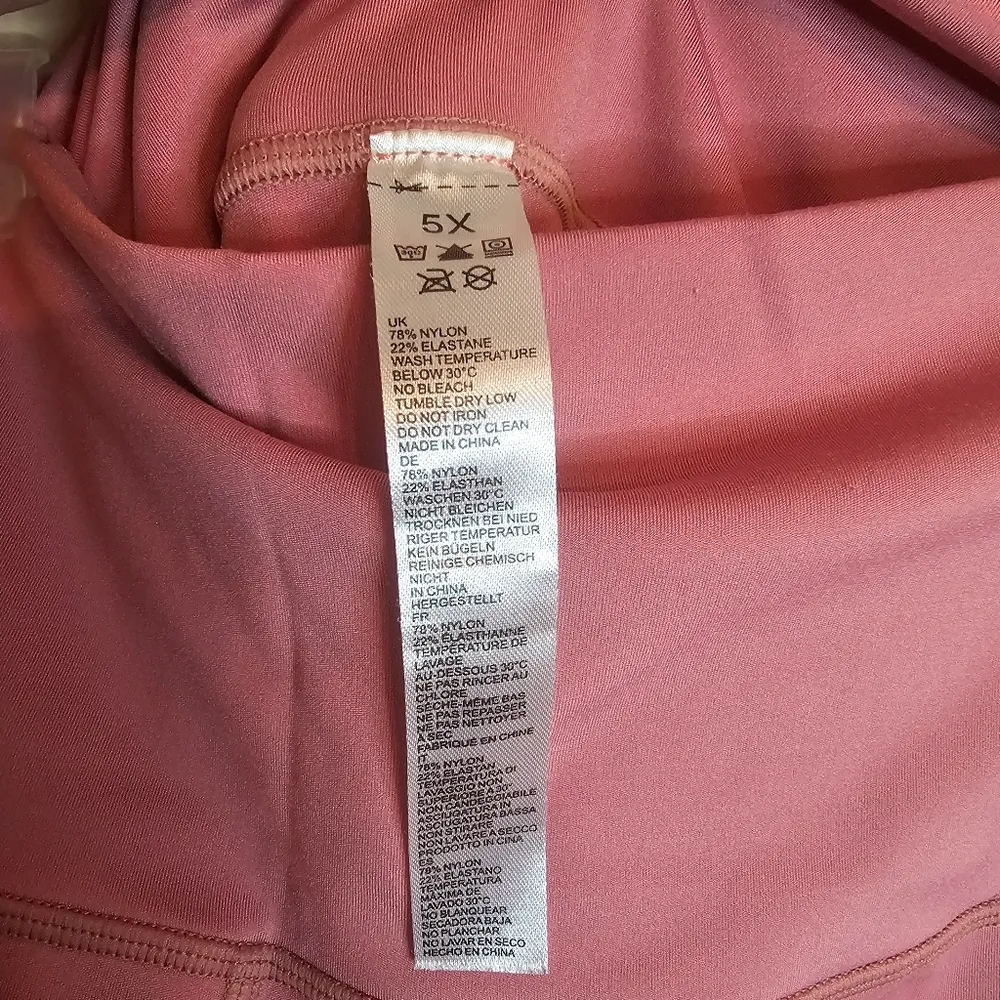 5X
UK
78% NYLON
22% ELASTANE
WASH TEMPERATURE
BELOW 30°C
NO BLEACH
TUMBLE DRY LOW
DO NOT IRON
DO NOT DRY CLEAN
MADE IN CHINA
DE
78% NYLON
22% ELASTHAN
WASCHEN 30°C
NICHT BLEICHEN
TROCKNEN BEI NIED
RIGER TEMPERATUR
KEIN BÜGELN
REINIGE CHEMISCH
NICHT
IN CHINA
HERGESTELLT
FR
78% NYLON
22% ELASTHANNE
TEMPERATURE DE
LAVAGE
AU-DESSOUS 30°C
NE PAS RINCER AU
CHLORE
SÈCHE-MÊME BAS
NE PAS REPASSER
NE PAS NETTOYER
A SEC
FABRIQUE EN CHINE
IT
78% NYLON
22% ELASTAN
TEMPERATURA DI
LAVAGGIO NON
SUPERIORE A 30°
NON CANDEGGIABILE
ASCIUGATURA IN
ASCIUGATURA BASSA
NON STIRARE
NON LAVARE A SECCO
PRODOTTO IN CINA
ES
78% NYLON
22% ELASTANO
TEMPERATURA
MÁXIMA DE
LAVADO 30°C
NO BLANQUEAR
SECADORA BAJA
NO PLANCHAR
NO LAVAR EN SECO
HECHO EN CHINA